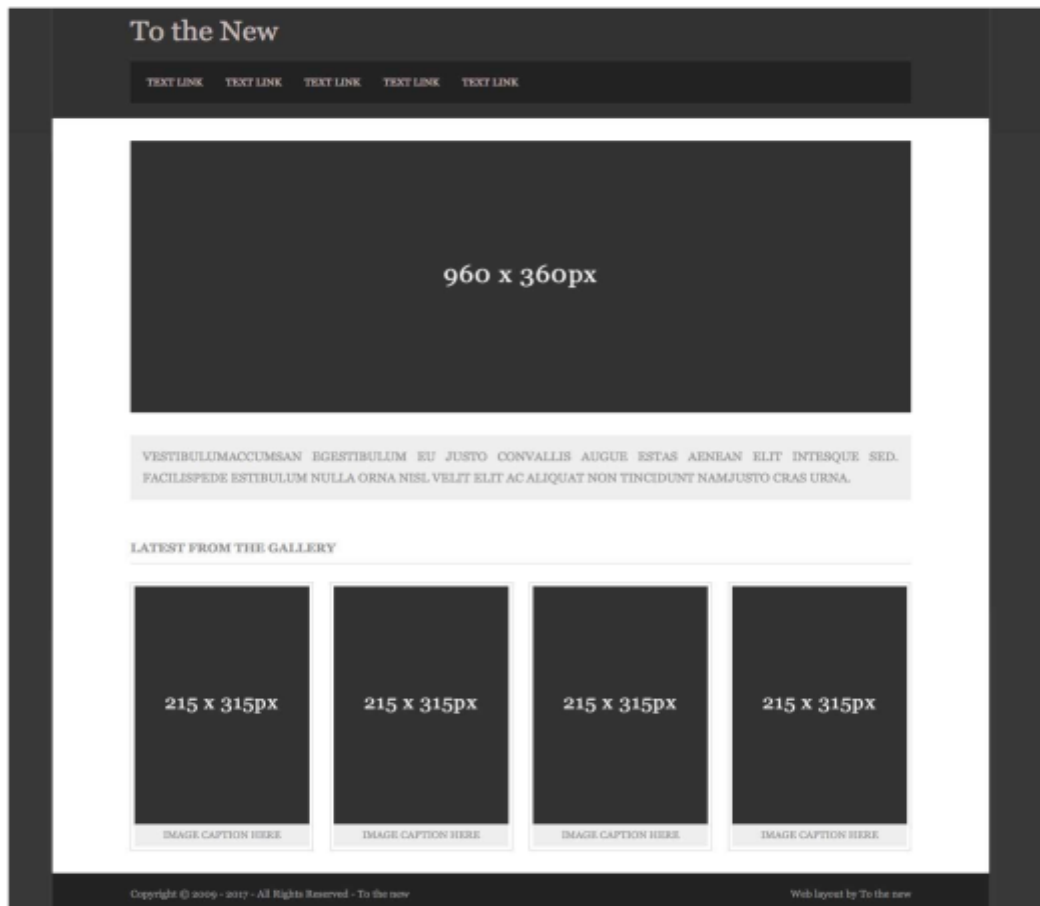 To the New
TEXT LINK TEXT LINK TEXT LINK TEXT LINK TEXT LINK
960 x 360px
VESTIBULUMACCUMSAN EGESTIBULUM EU JUSTO CONVALLIS AUGUE ESTAS AENEAN ELIT INTESQUE SED.
FACILISPEDE ESTIBULUM NULLA ORNA NISL VELIT ELIT AC ALIQUAT NON TINCIDUNT NAMJUSTO CRAS URNA.
LATEST FROM THE GALLERY
215 x 315px 215 x 315px 215 x 315px 215 x 315px
IMAGE CAPTION HERE IMAGE CAPTION HERE IMAGE CAPTION HERE IMAGE CAPTION HERE
Copyright © 2009 - 2017 - All Rights Reserved - To the new Web layout by To the new